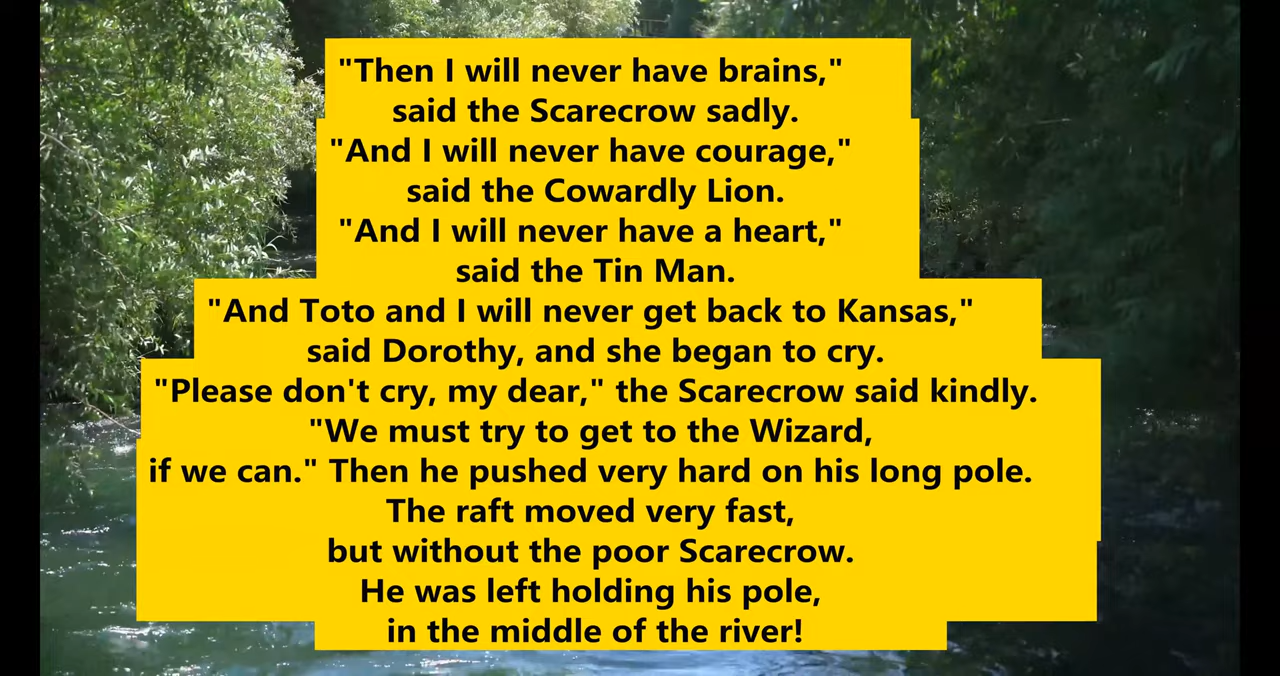 "Then I will never have brains,"
said the Scarecrow sadly.
"And I will never have courage,"
said the Cowardly Lion.
"And I will never have a heart,"
said the Tin Man.
"And Toto and I will never get back to Kansas,"
said Dorothy, and she began to cry.
"Please don't cry, my dear," the Scarecrow said kindly.
"We must try to get to the Wizard,
if we can." Then he pushed very hard on his long pole.
The raft moved very fast,
but without the poor Scarecrow.
He was left holding his pole,
in the middle of the river!